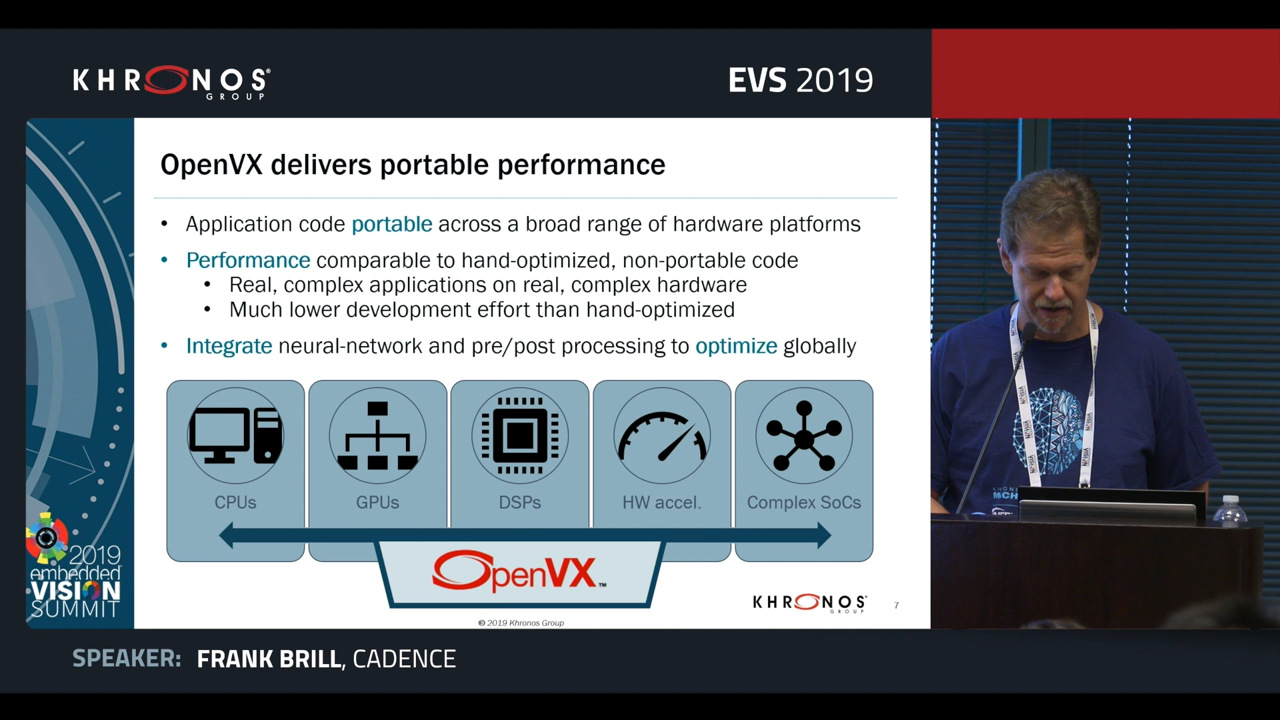 KHRONOS®
GROUP
EVS 2019
OpenVX delivers portable performance
• Application code portable across a broad range of hardware platforms
• Performance comparable to hand-optimized, non-portable code
• Real, complex applications on real, complex hardware
• Much lower development effort than hand-optimized
• Integrate neural-network and pre/post processing to optimize globally
CPUs
GPUs
DSPs
HW accel.
Complex SoCs
OpenVX™
2019
embedded
VISION
SUMMIT
KHRONOS®
GROUP
7
© 2019 Khronos Group
SPEAKER: FRANK BRILL, CADENCE